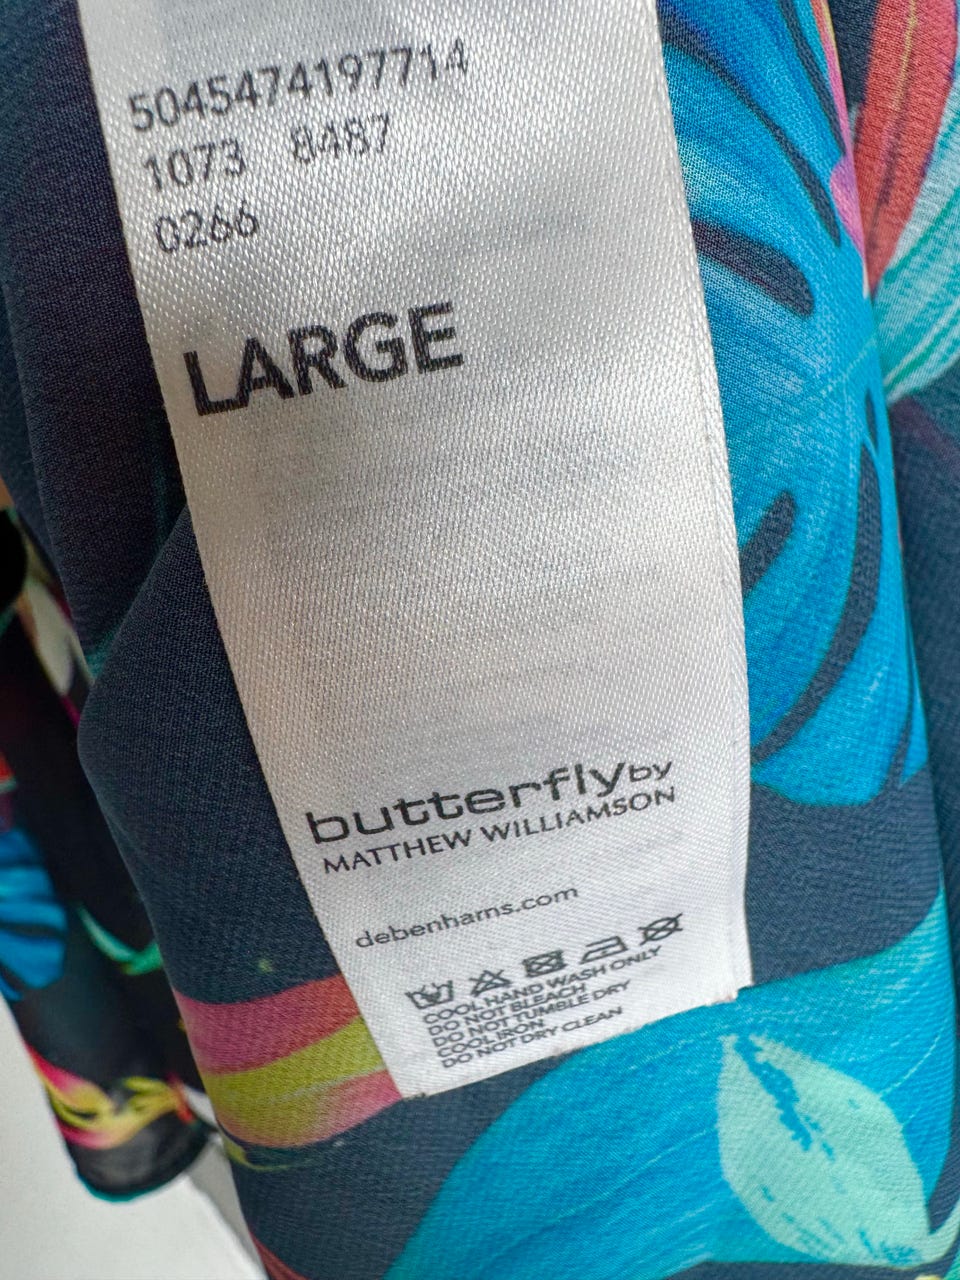 5045474197714
1073 8487
0266
LARGE
butterfly by
MATTHEW WILLIAMSON
debenhams.com
COOL HAND WASH ONLY
DO NOT BLEACH
DO NOT TUMBLE DRY
COOL IRON
DO NOT DRY CLEAN